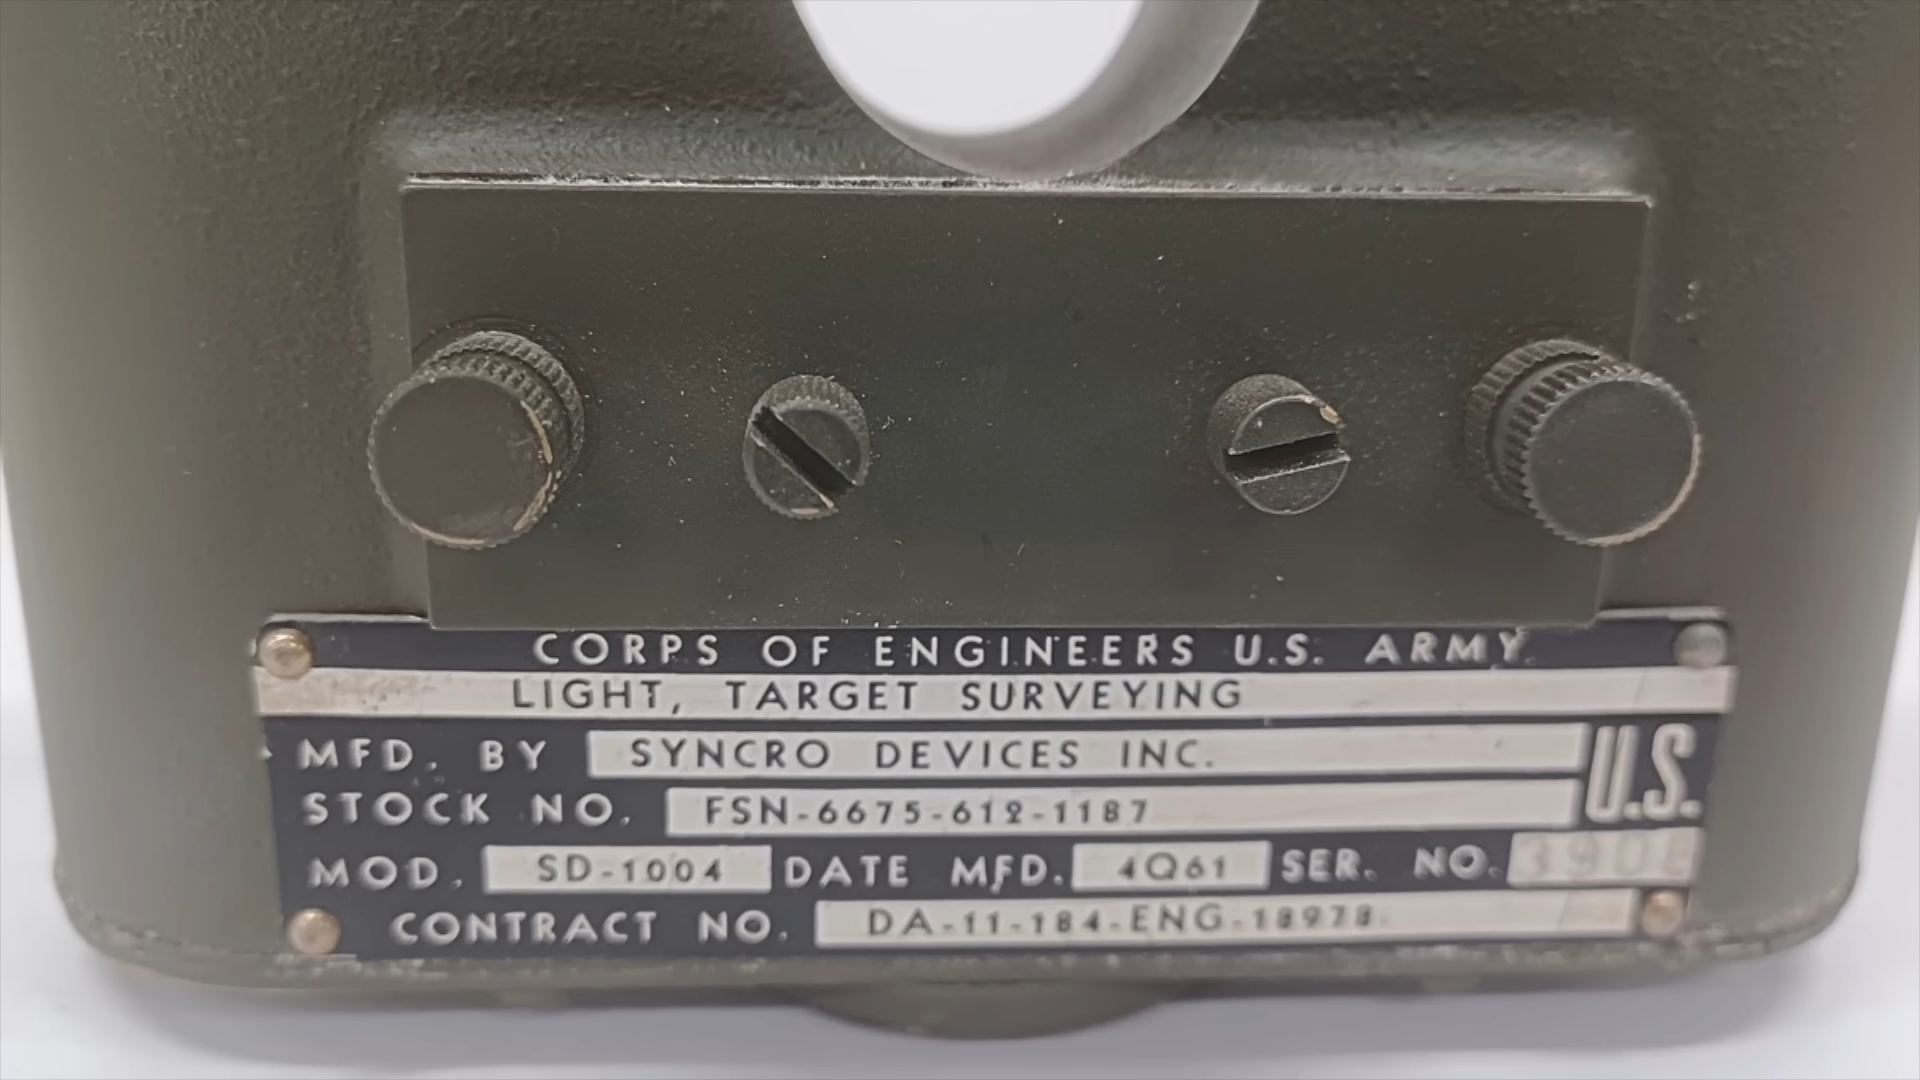 CORPS OF ENGINEERS U.S. ARMY
LIGHT, TARGET SURVEYING
MFD. BY SYNCRO DEVICES INC.
U.S.
STOCK NO. FSN-6675-612-1187
MOD. SD-1004 DATE MFD. 4Q61 SER. NO.
CONTRACT NO. DA-11-184-ENG-18978